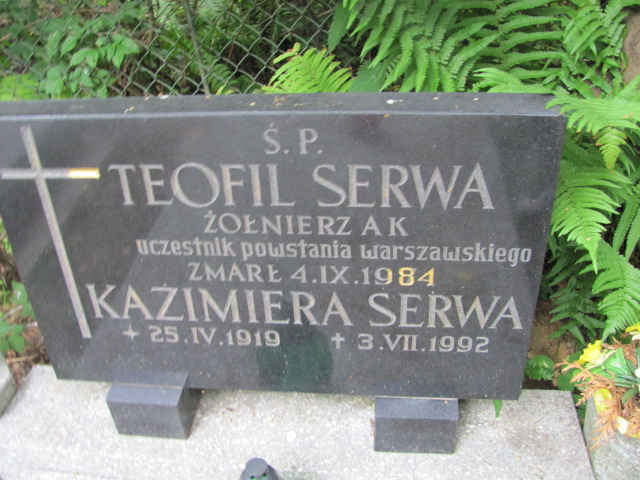 Ś.P.
TEOFIL SERWA
ŻOŁNIERZ AK
uczestnik powstania warszawskiego
ZMARŁ 4.IX.1984
KAZIMIERA SERWA
+ 25.IV.1919 + 3.VII.1992